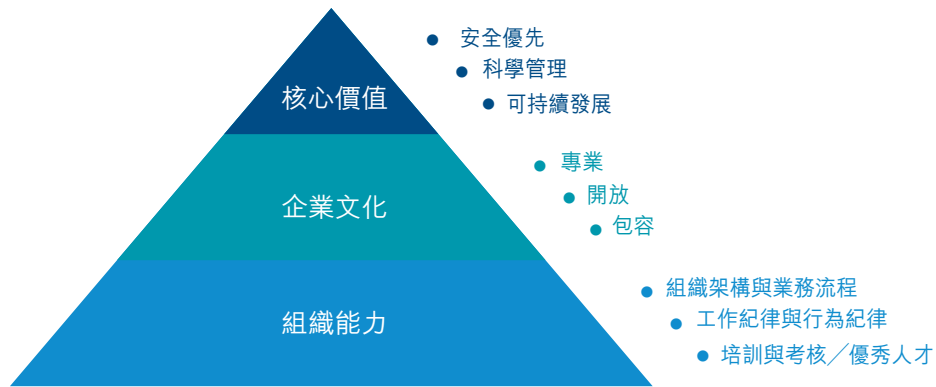 核心價值
安全優先
科學管理
可持續發展
企業文化
專業
開放
包容
組織能力
組織架構與業務流程
工作紀律與行為紀律
培訓與考核／優秀人才